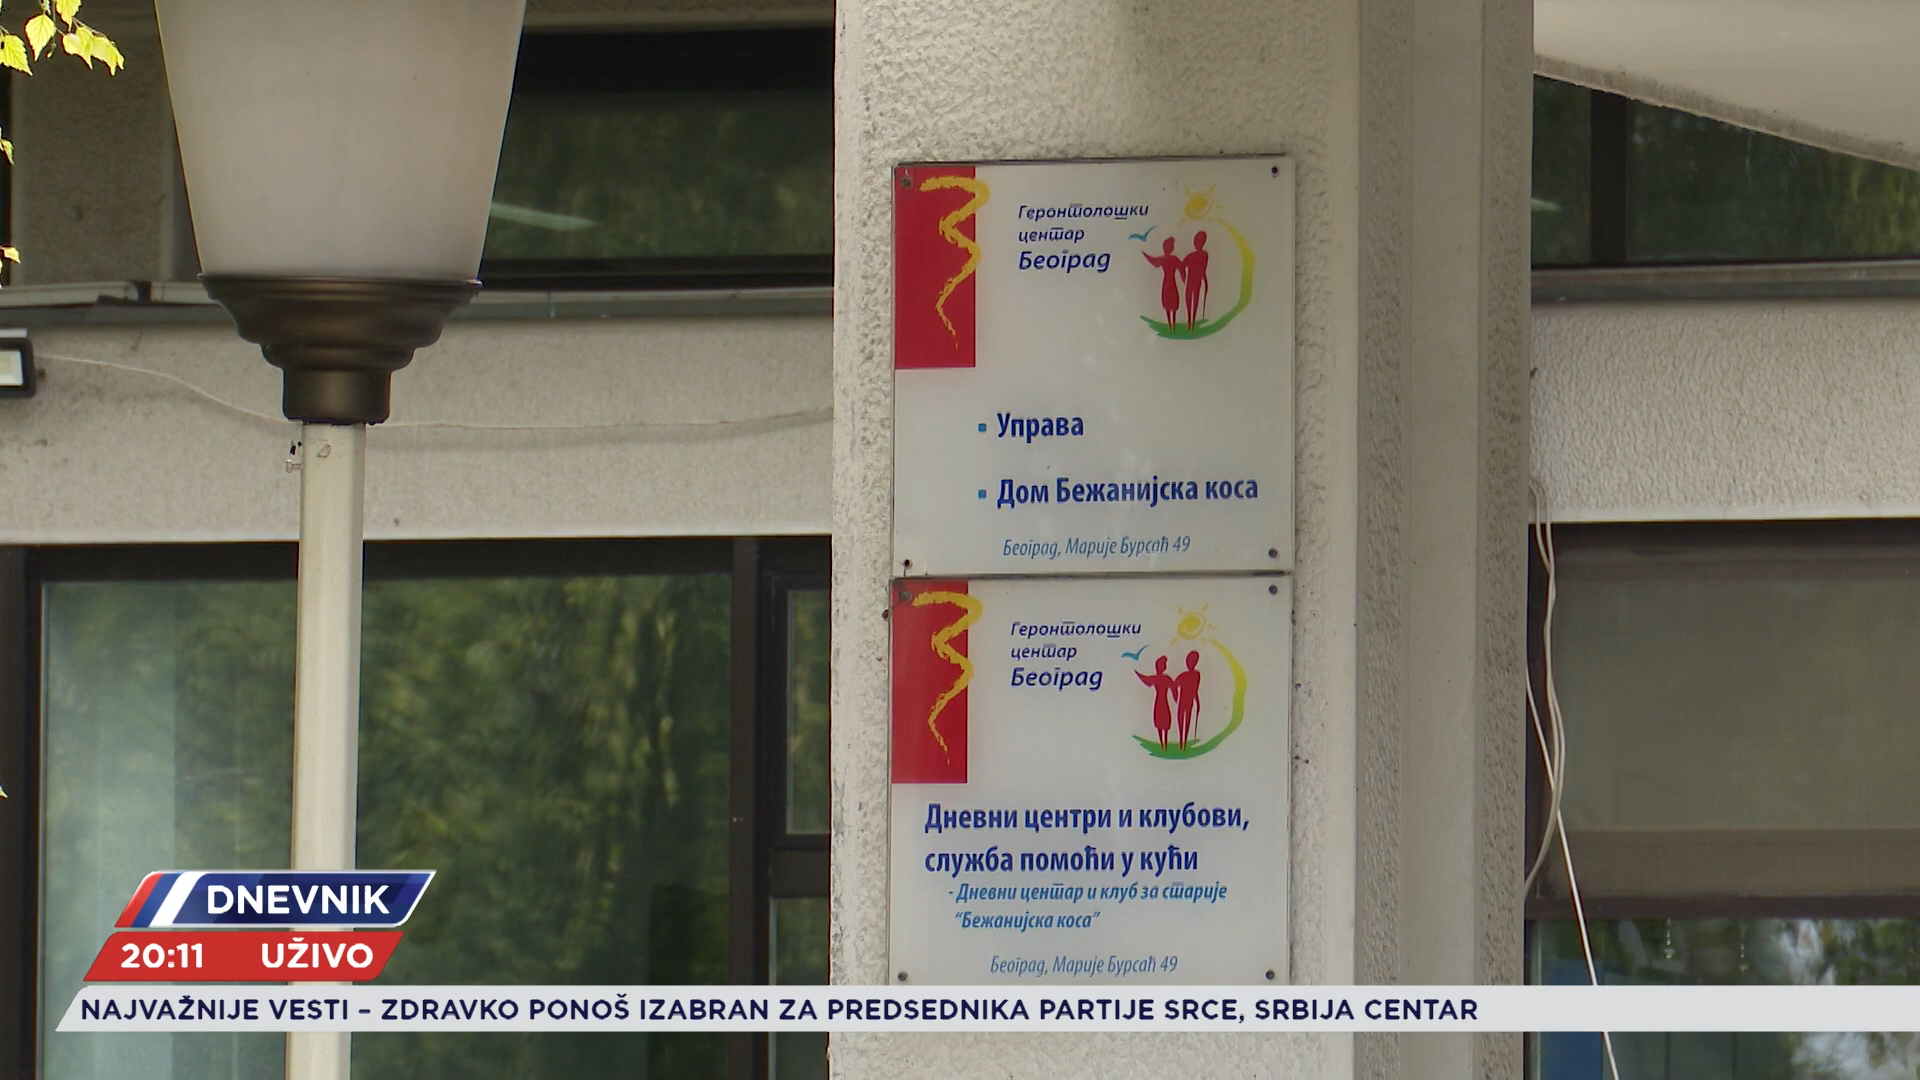 Геронтолошки
центар
Београд
Управа
Дом Бежанијска коса
Београд, Марије Бурсаћ 49
Геронтолошки
центар
Београд
Дневни центри и клубови,
служба помоћи у кући
- Дневни центар и клуб за старије
“Бежанијска коса”
Београд, Марије Бурсаћ 49
DNEVNIK
20:11 UŽIVO
NAJVAŽNIJE VESTI – ZDRAVKO PONOŠ IZABRAN ZA PREDSEDNIKA PARTIJE SRCE, SRBIJA CENTAR